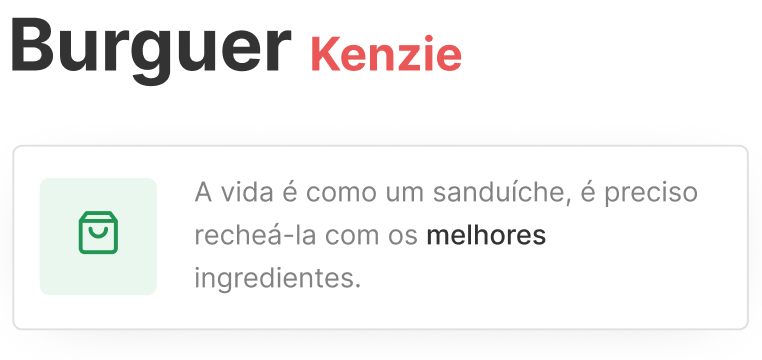 Burguer Kenzie
A vida é como um sanduíche, é preciso
recheá-la com os melhores
ingredientes.